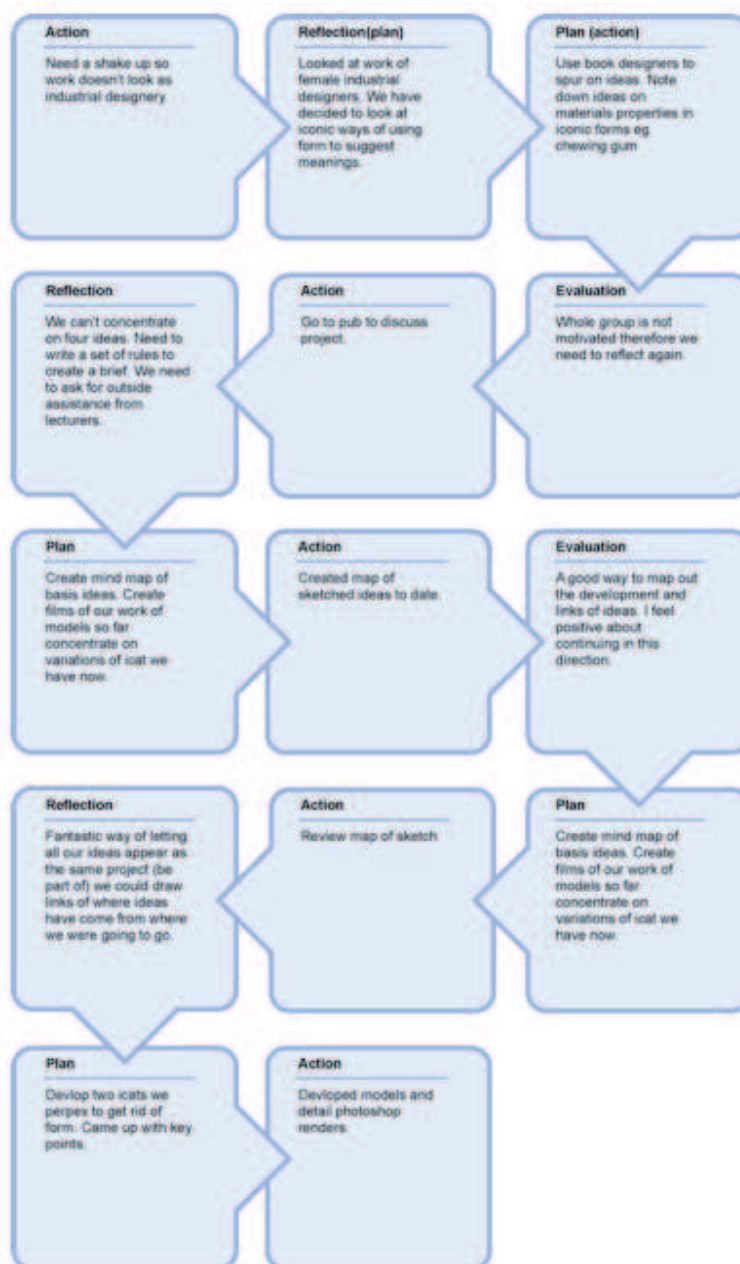 Action
Need a shake up so
work doesn't look as
industrial designery.
Reflection(plan)
Looked at work of
female industrial
designers. We have
decided to look at
iconic ways of using
form to suggest
meanings.
Plan (action)
Use book designers to
spur on ideas. Note
down ideas on
materials properties in
iconic forms eg
chewing gum
Evaluation
Whole group is not
motivated therefore we
need to reflect again.
Action
Go to pub to discuss
project.
Reflection
We can't concentrate
on four ideas. Need to
write a set of rules to
create a brief. We need
to ask for outside
assistance from
lecturers.
Plan
Create mind map of
basis ideas. Create
films of our work of
models so far
concentrate on
variations of icat we
have now.
Action
Created map of
sketched ideas to date
Evaluation
A good way to map out
the development and
links of ideas. I feel
positive about
continuing in this
direction.
Plan
Create mind map of
basis ideas. Create
films of our work of
models so far
concentrate on
variations of icat we
have now.
Action
Review map of sketch
Reflection
Fantastic way of letting
all our ideas appear as
the same project (be
part of) we could draw
links of where ideas
have come from where
we were going to go.
Plan
Devlop two icats we
perpex to get rid of
form. Came up with key
points.
Action
Devloped models and
detail photoshop
renders